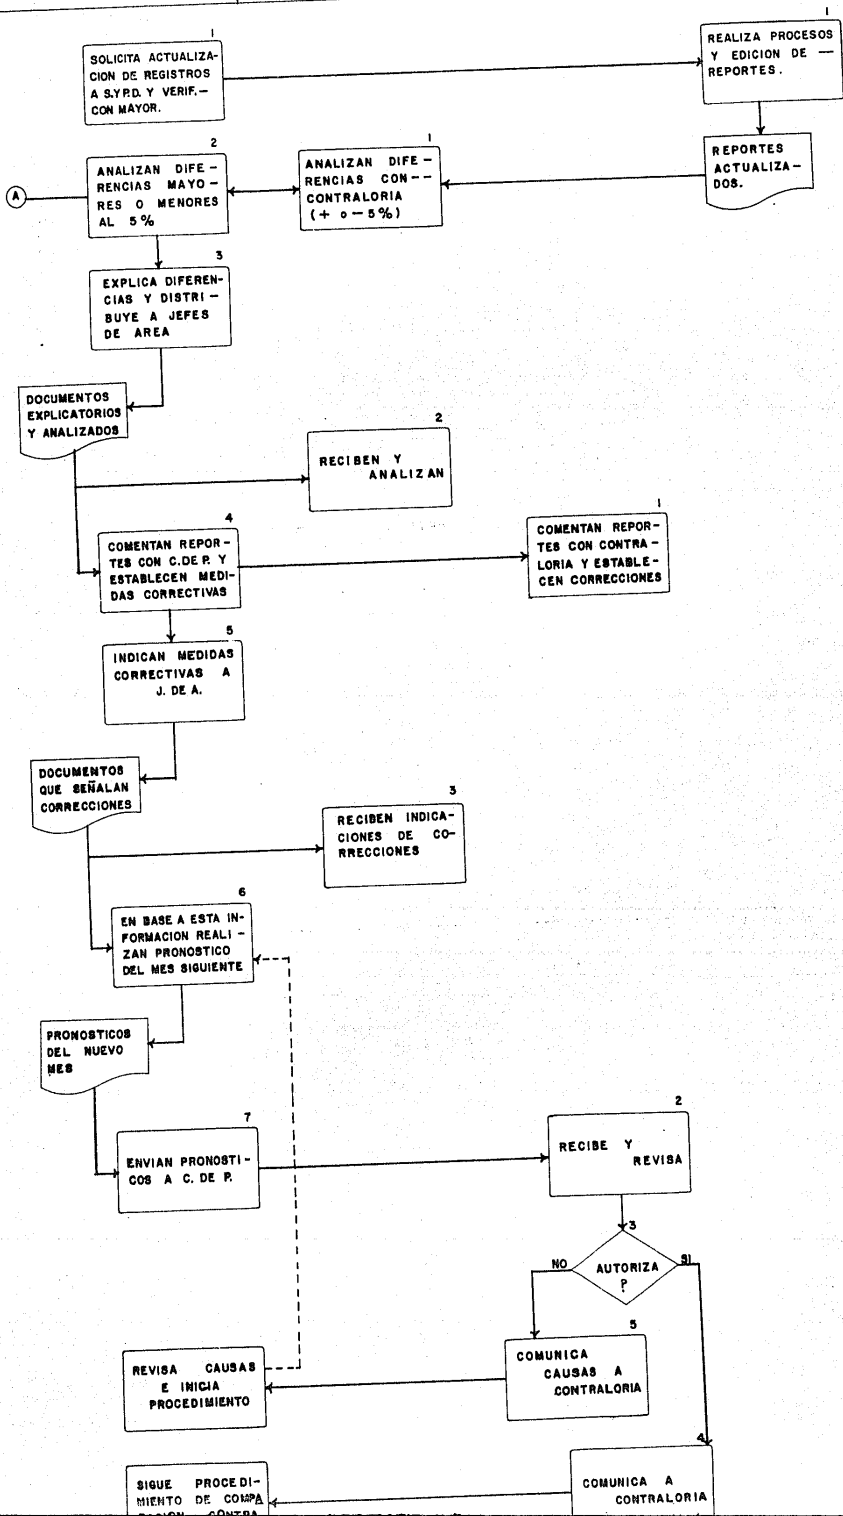 1
SOLICITA ACTUALIZA-
CION DE REGISTROS
A S.Y P.D. Y VERIF.-
CON MAYOR.
1
REALIZA PROCESOS
Y EDICION DE —
REPORTES.
REPORTES
ACTUALIZA-
DOS.
1
ANALIZAN DIFE-
RENCIAS CON--
CONTRALORIA
(+ o - 5%)
2
ANALIZAN DIFE-
RENCIAS MAYO-
RES O MENORES
AL 5%
A
3
EXPLICA DIFEREN-
CIAS Y DISTRI-
BUYE A JEFES
DE AREA
DOCUMENTOS
EXPLICATORIOS
Y ANALIZADOS
2
RECIBEN Y
ANALIZAN
4
COMENTAN REPOR-
TES CON C.DE P. Y
ESTABLECEN MEDI-
DAS CORRECTIVAS
1
COMENTAN REPOR-
TES CON CONTRA-
LORIA Y ESTABLE-
CEN CORRECCIONES
5
INDICAN MEDIDAS
CORRECTIVAS A
J. DE A.
DOCUMENTOS
QUE SEÑALAN
CORRECCIONES
3
RECIBEN INDICA-
CIONES DE CO-
RRECCIONES
6
EN BASE A ESTA IN-
FORMACION REALI-
ZAN PRONOSTICO
DEL MES SIGUIENTE
PRONOSTICOS
DEL NUEVO
MES
7
ENVIAN PRONOSTI-
COS A C. DE P.
2
RECIBE Y
REVISA
3
AUTORIZA
?
NO
SI
5
COMUNICA
CAUSAS A
CONTRALORIA
REVISA CAUSAS
E INICIA
PROCEDIMIENTO
4
COMUNICA A
CONTRALORIA
SIGUE PROCEDI-
MIENTO DE COMPA